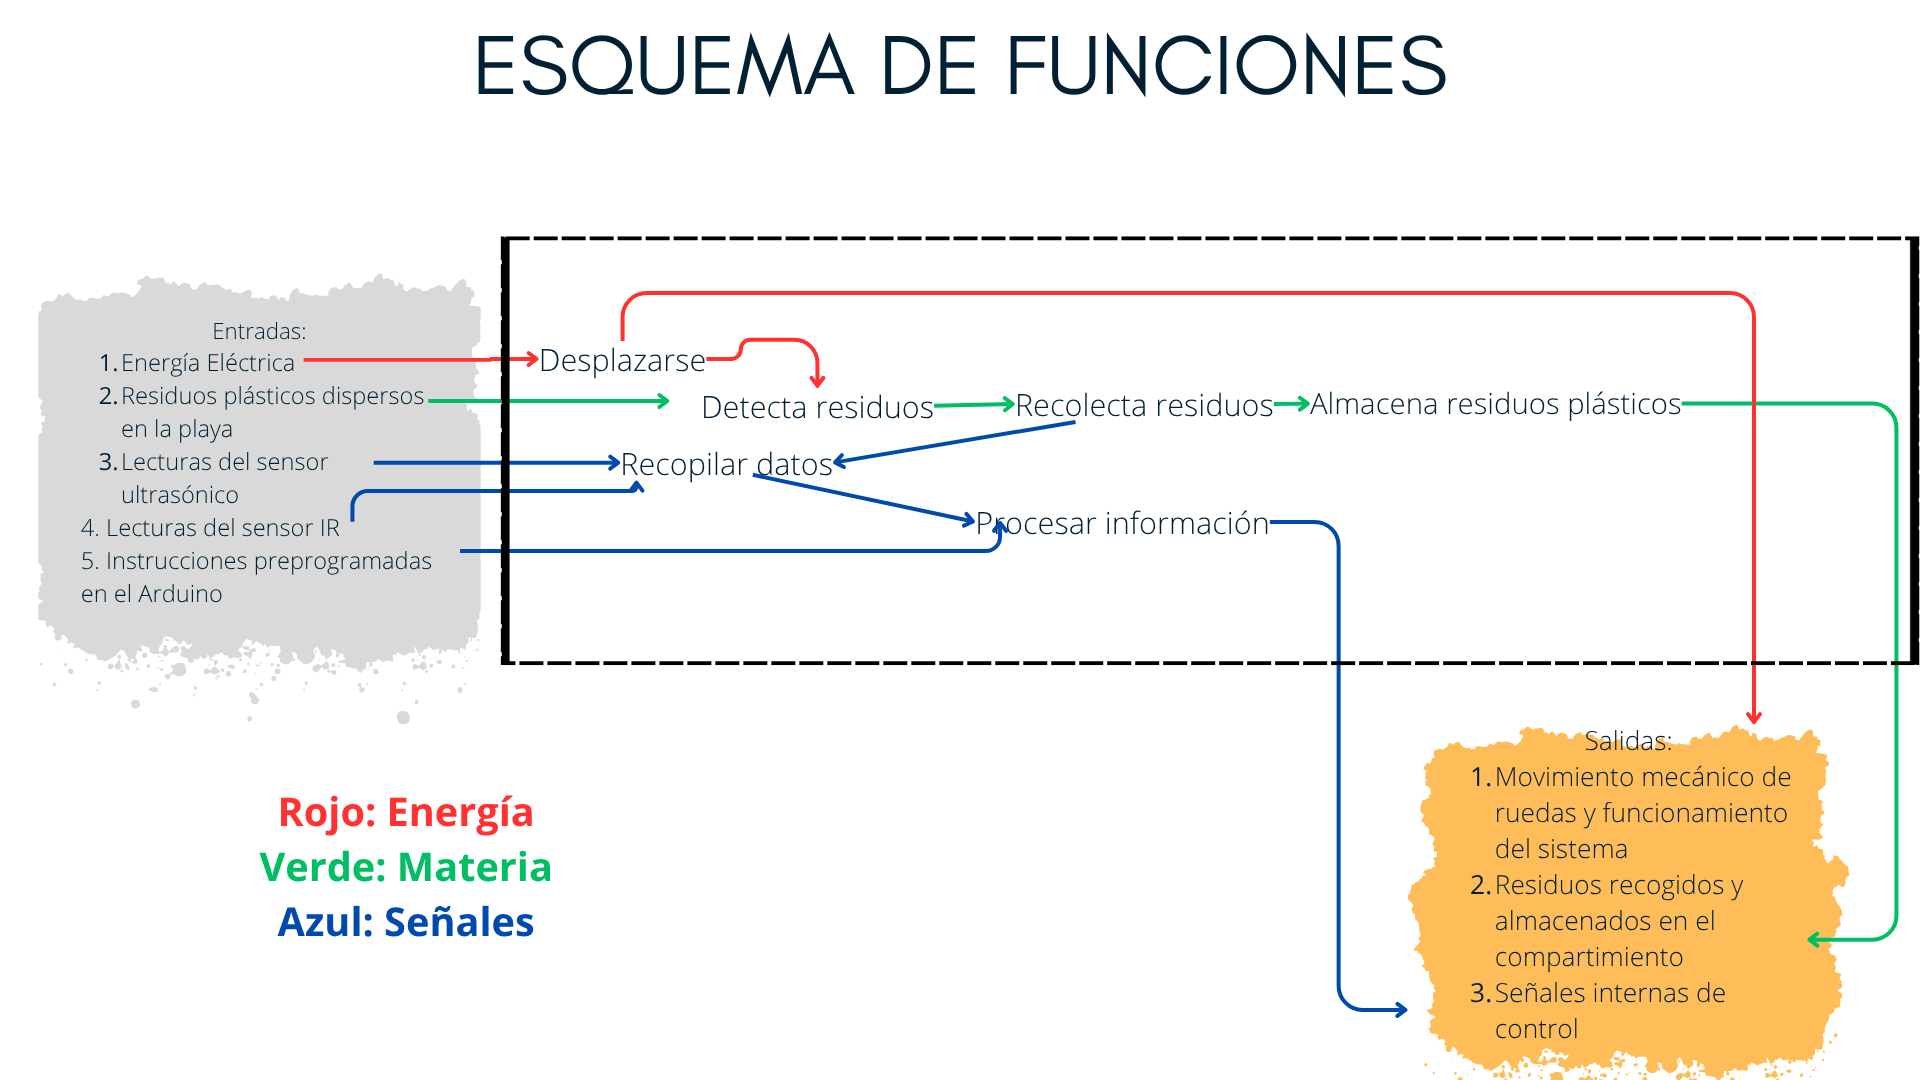 ESQUEMA DE FUNCIONES
Entradas:
1. Energía Eléctrica
2. Residuos plásticos dispersos
en la playa
3. Lecturas del sensor
ultrasónico
4. Lecturas del sensor IR
5. Instrucciones preprogramadas
en el Arduino
Desplazarse
Detecta residuos
Recolecta residuos
Almacena residuos plásticos
Recopilar datos
Procesar información
Rojo: Energía
Verde: Materia
Azul: Señales
Salidas:
1. Movimiento mecánico de
ruedas y funcionamiento
del sistema
2. Residuos recogidos y
almacenados en el
compartimiento
3. Señales internas de
control